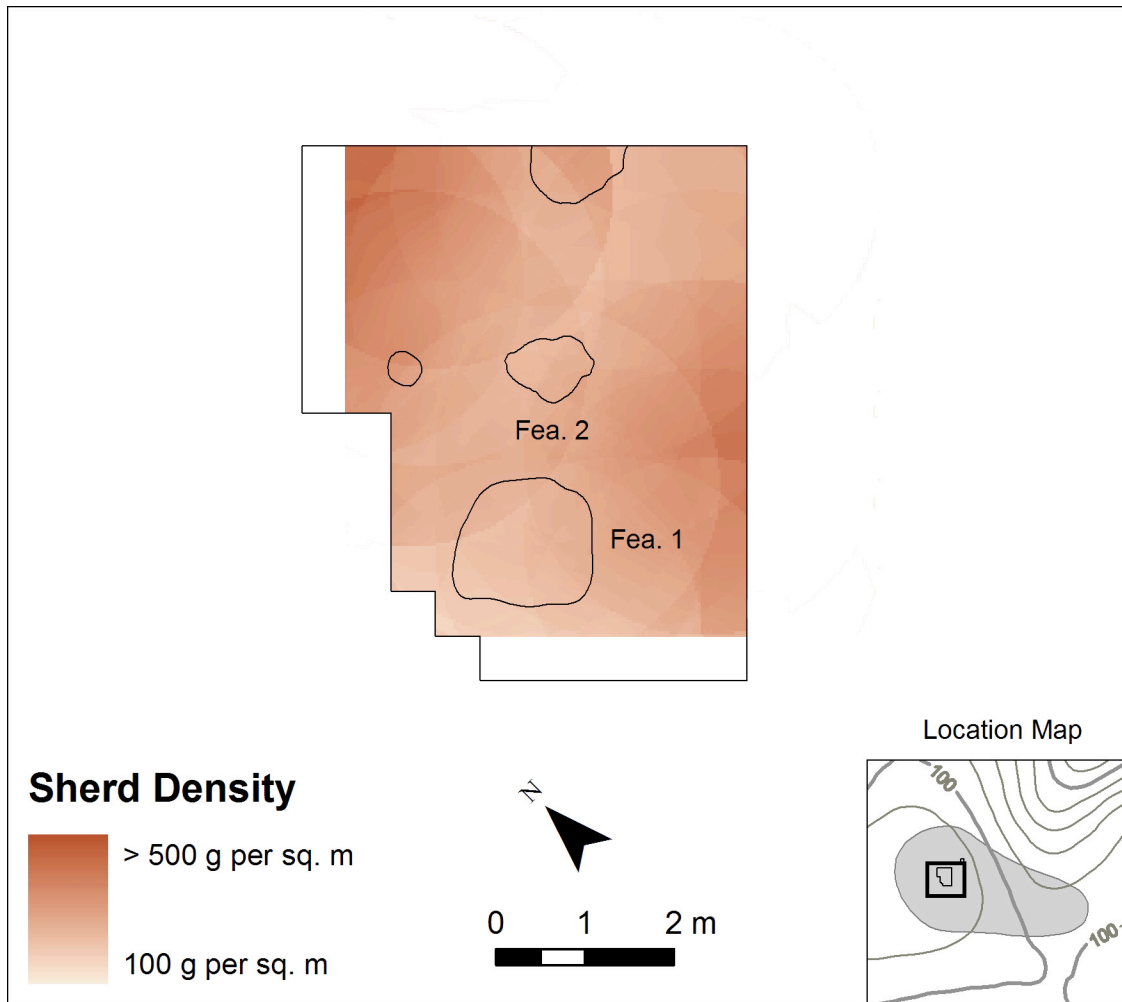 Fea. 2
Fea. 1
Location Map
Sherd Density
> 500 g per sq. m
100 g per sq. m
N
0 1 2 m
100
100